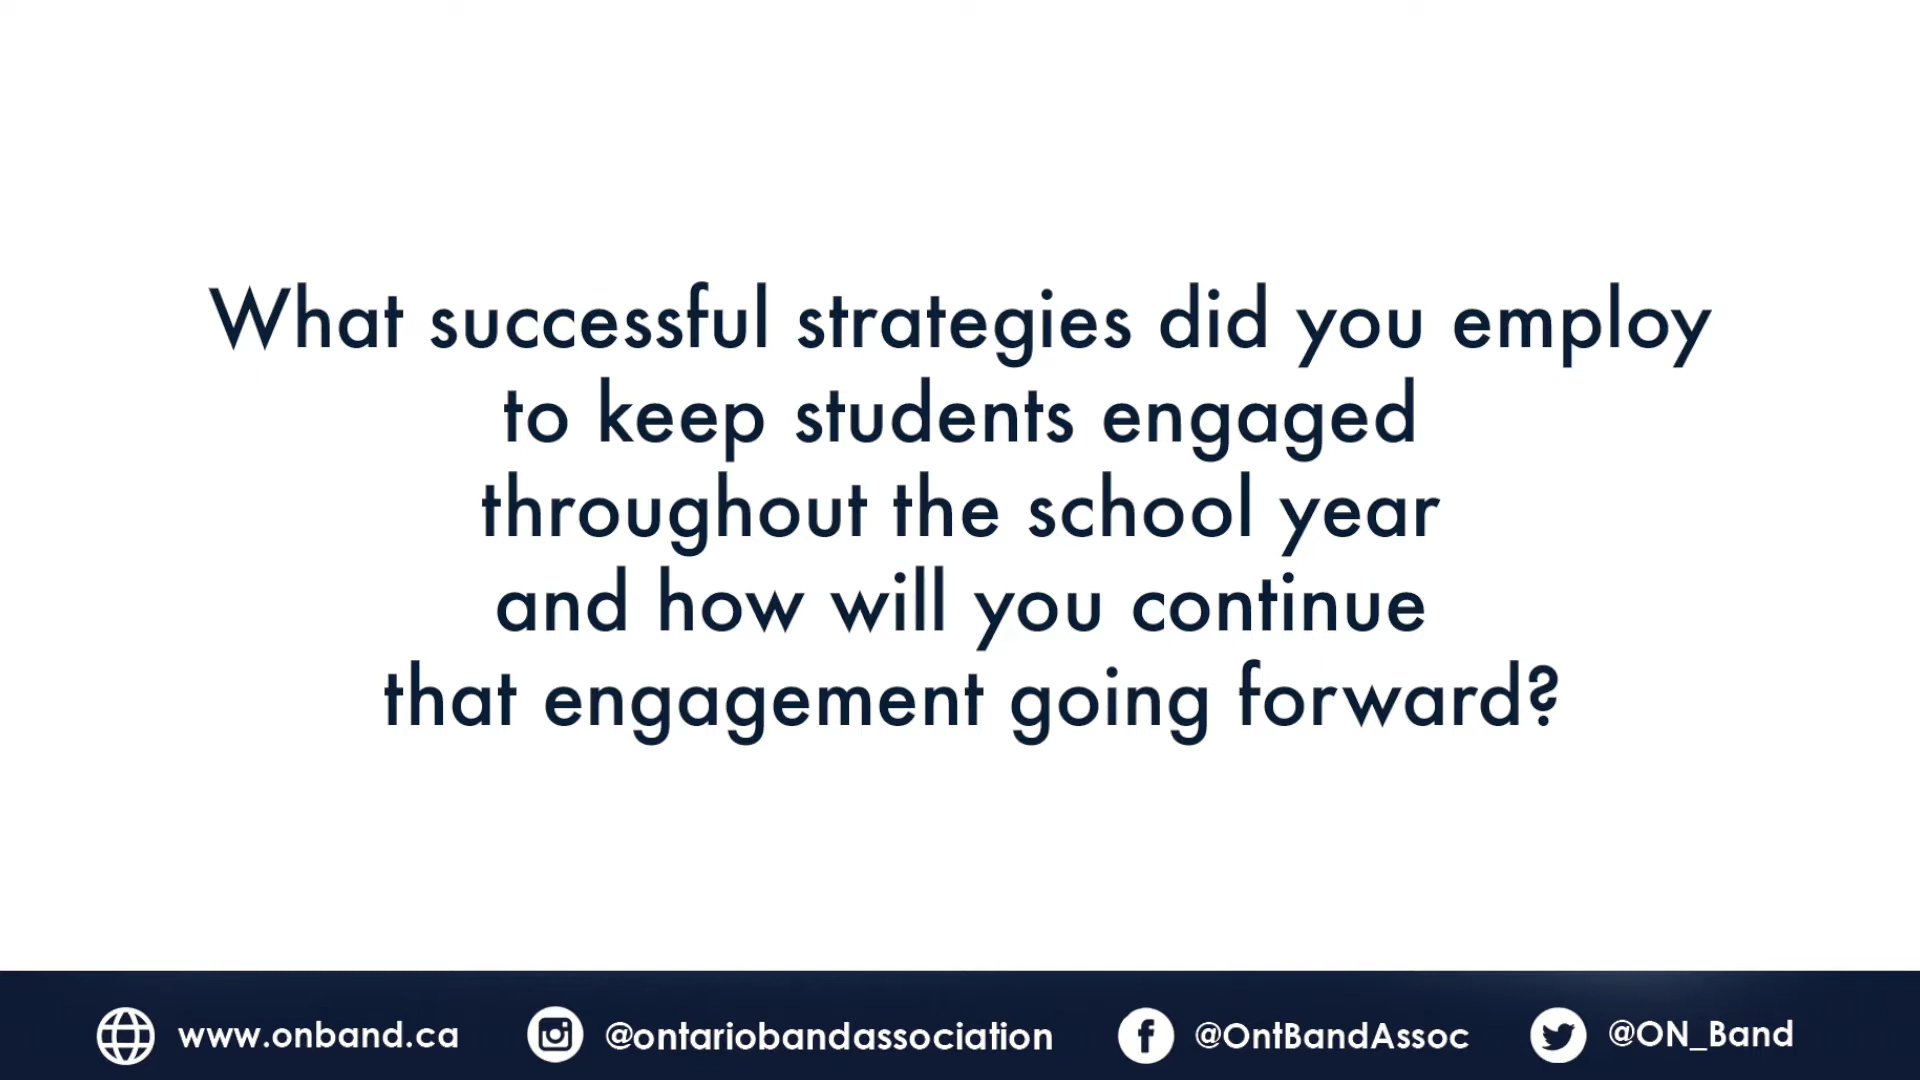 What successful strategies did you employ
to keep students engaged
throughout the school year
and how will you continue
that engagement going forward?
www.onband.ca @ontariobandassociation @OntBandAssoc @ON_Band